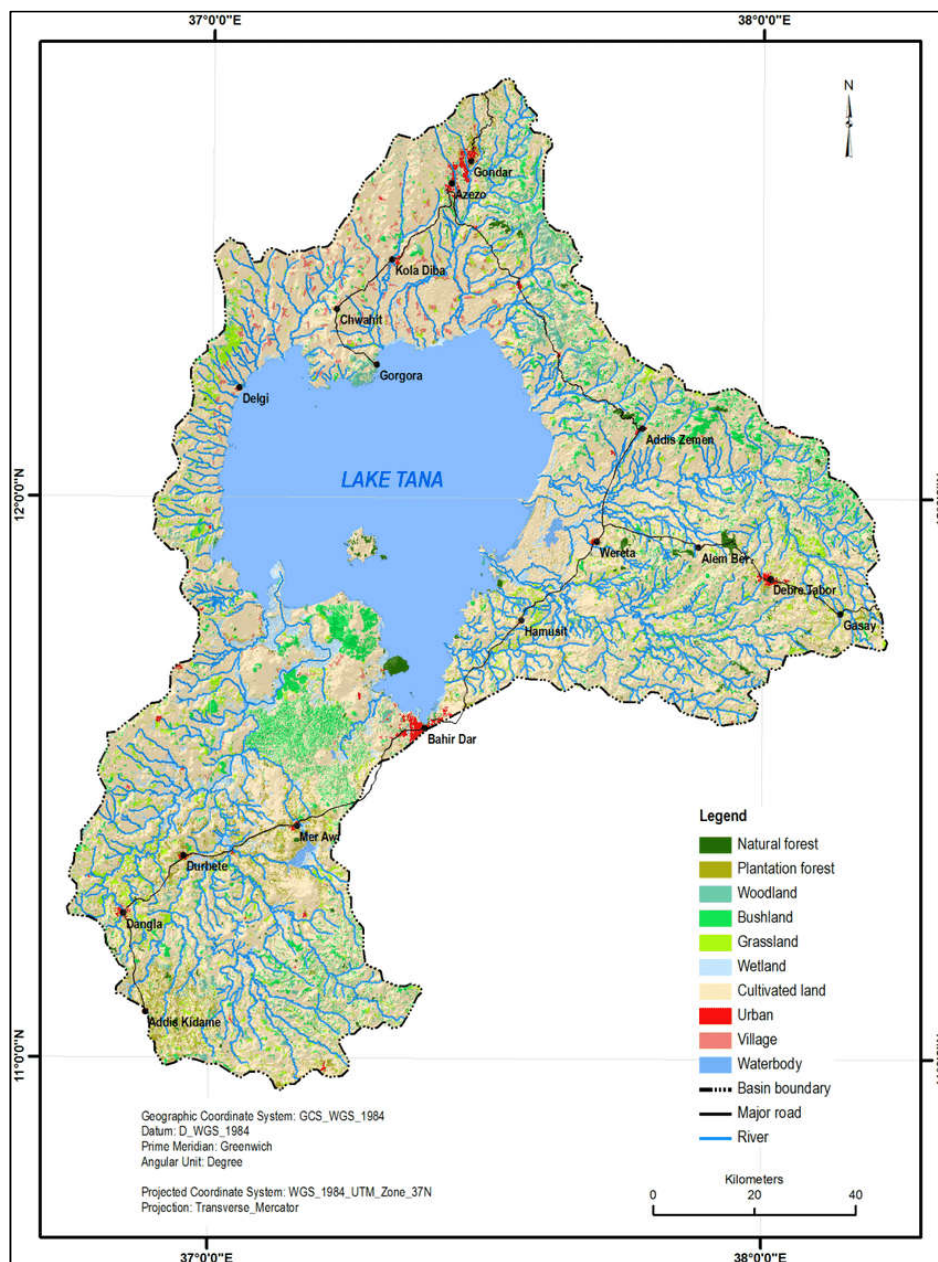 37°0'0"E 38°0'0"E
N
Gondar
Azezo
Kola Diba
Chwahit
Gorgora
Delgi
Addis Zemen
LAKE TANA
12°0'0"N
Wereta
Alem Ber
Debre Tabor
Gasay
Hamusit
Bahir Dar
Mer Aw
Durhete
Dangla
Addis Kidame
11°0'0"N
Legend
Natural forest
Plantation forest
Woodland
Bushland
Grassland
Wetland
Cultivated land
Urban
Village
Waterbody
Basin boundary
Major road
River
Geographic Coordinate System: GCS_WGS_1984
Datum: D_WGS_1984
Prime Meridian: Greenwich
Angular Unit: Degree
Projected Coordinate System: WGS_1984_UTM_Zone_37N
Projection: Transverse_Mercator
Kilometers
0 20 40
37°0'0"E 38°0'0"E